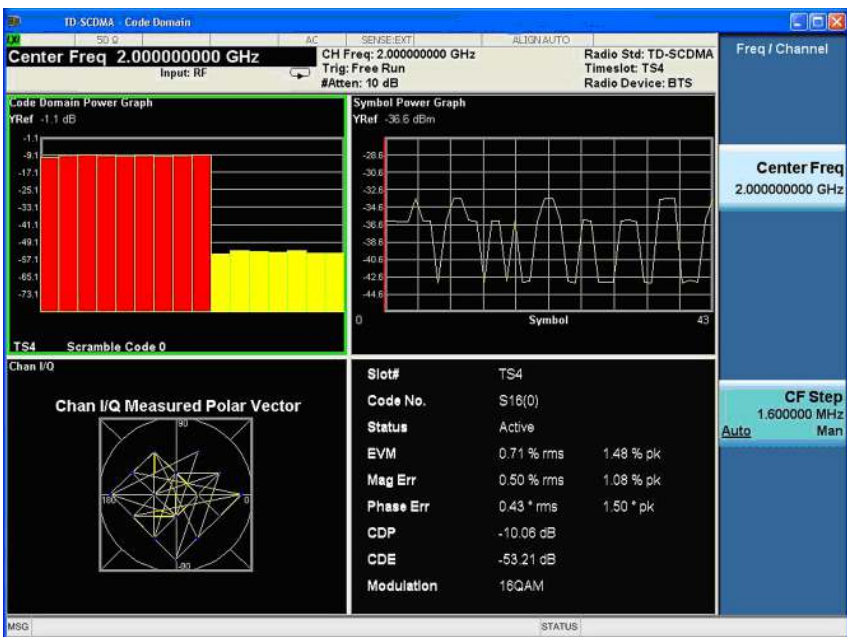 TD-SCDMA - Code Domain
50 Ω AC SENSE:EXT ALIGN AUTO
Center Freq 2.000000000 GHz
Input: RF
CH Freq: 2.000000000 GHz
Trig: Free Run
#Atten: 10 dB
Radio Std: TD-SCDMA
Timeslot: TS4
Radio Device: BTS
Freq / Channel
Center Freq
2.000000000 GHz
CF Step
1.600000 MHz
Auto Man
Code Domain Power Graph
YRef -1.1 dB
-1.1
-9.1
-17.1
-25.1
-33.1
-41.1
-49.1
-57.1
-65.1
-73.1
TS4 Scramble Code 0
Symbol Power Graph
YRef -36.6 dBm
-28.6
-30.6
-32.6
-34.6
-36.6
-38.6
-40.6
-42.6
-44.6
0 Symbol 43
Chan I/Q
Chan I/Q Measured Polar Vector
90
180 0
-90
Slot# TS4
Code No. S16(0)
Status Active
EVM 0.71 % rms 1.48 % pk
Mag Err 0.50 % rms 1.08 % pk
Phase Err 0.43 ° rms 1.50 ° pk
CDP -10.06 dB
CDE -53.21 dB
Modulation 16QAM
MSG STATUS